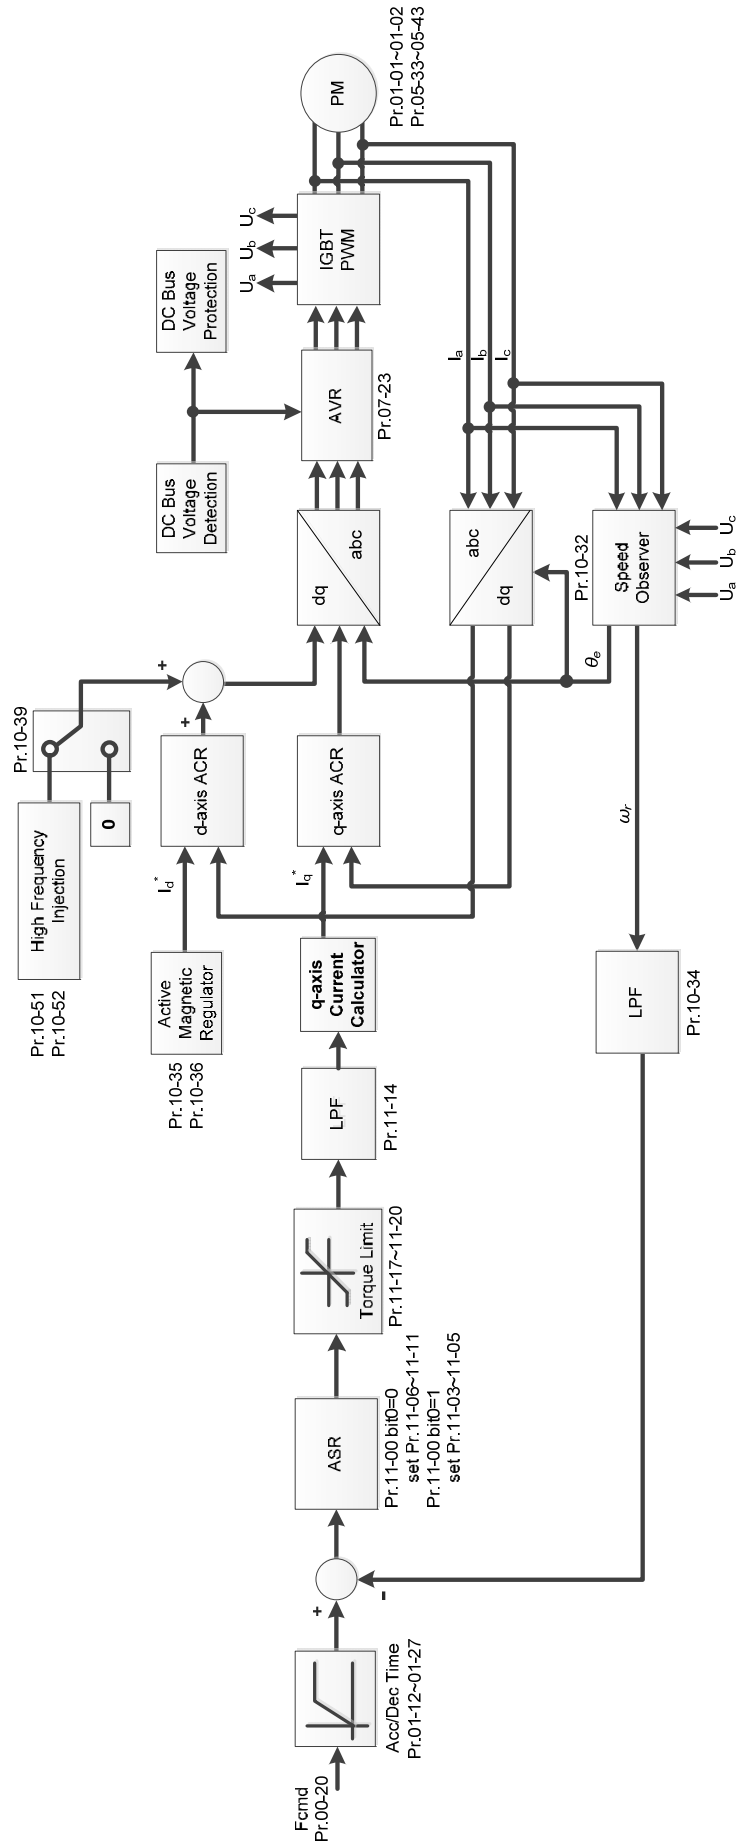 Fcmd
Pr.00-20
Acc/Dec Time
Pr.01-12~01-27
+
-
ASR
Pr.11-00 bit0=0
set Pr.11-06~11-11
Pr.11-00 bit0=1
set Pr.11-03~11-05
Torque Limit
Pr.11-17~11-20
LPF
Pr.11-14
q-axis
Current
Calculator
Iq*
Pr.10-51
Pr.10-52
High Frequency
Injection
0
Pr.10-39
Pr.10-35
Pr.10-36
Active
Magnetic
Regulator
Id*
d-axis ACR
+
+
q-axis ACR
dq
abc
DC Bus
Voltage
Detection
DC Bus
Voltage
Protection
AVR
Pr.07-23
IGBT
PWM
Ua
Ub
Uc
PM
Pr.01-01~01-02
Pr.05-33~05-43
Ia
Ib
Ic
abc
dq
Pr.10-32
Speed
Observer
Ua
Ub
Uc
θe
ωr
LPF
Pr.10-34